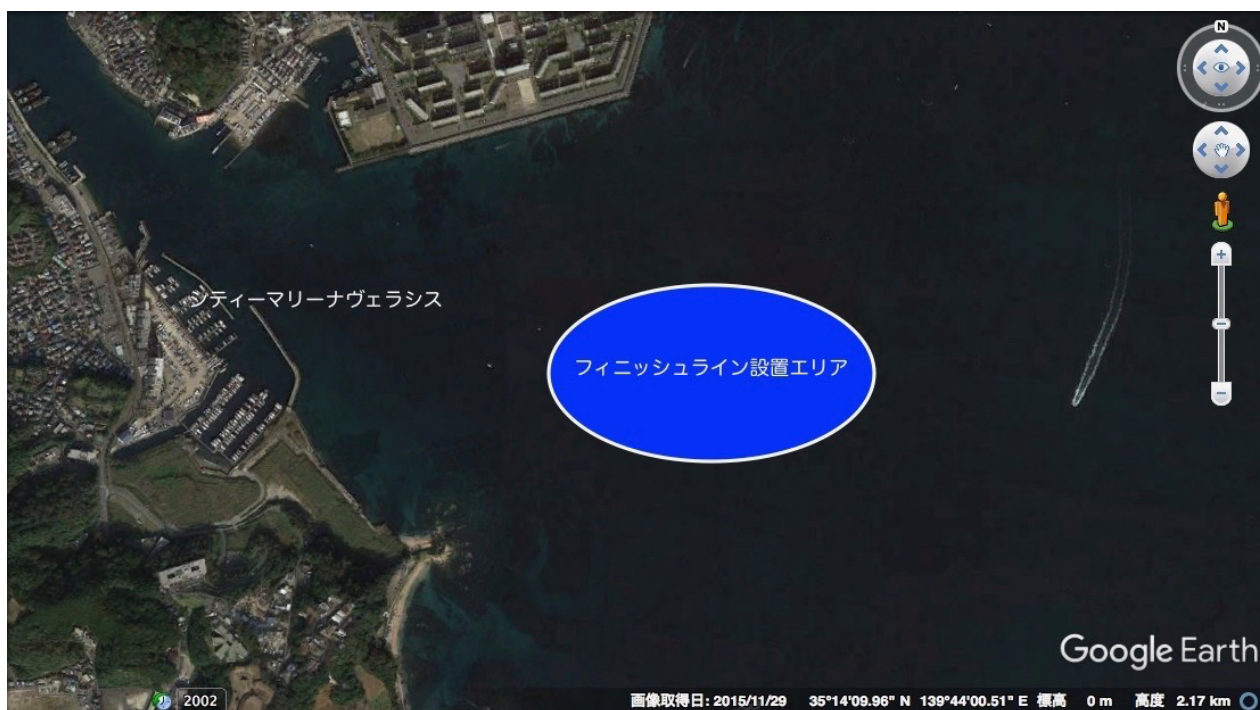 N
シティーマリーナヴェラシス
フィニッシュライン設置エリア
Google Earth
2002
画像取得日: 2015/11/29 35°14'09.96" N 139°44'00.51" E 標高 0 m 高度 2.17 km